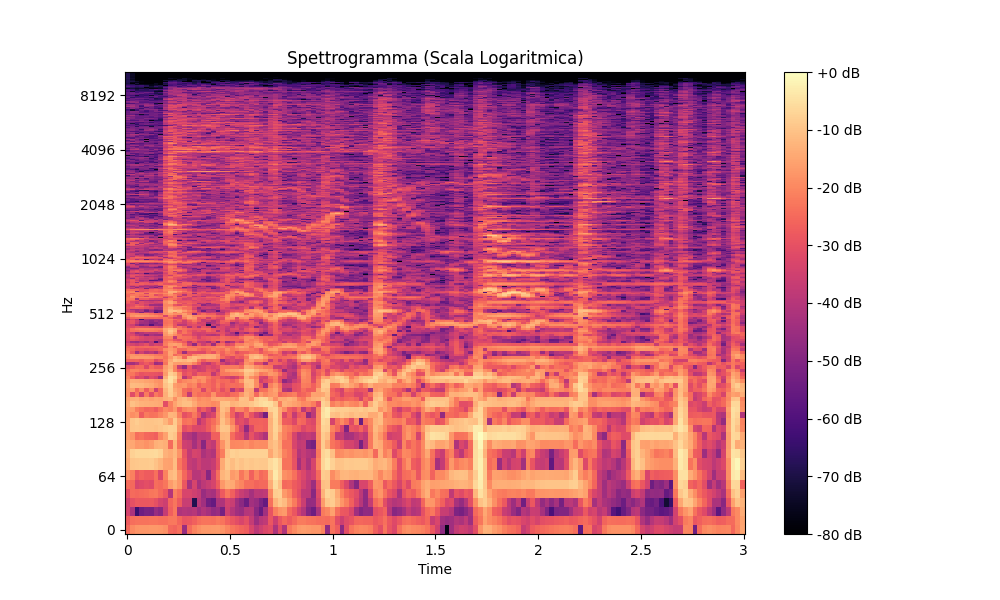 Spettrogramma (Scala Logaritmica)
Hz
8192
4096
2048
1024
512
256
128
64
0
0
0.5
1
1.5
2
2.5
3
Time
+0 dB
-10 dB
-20 dB
-30 dB
-40 dB
-50 dB
-60 dB
-70 dB
-80 dB